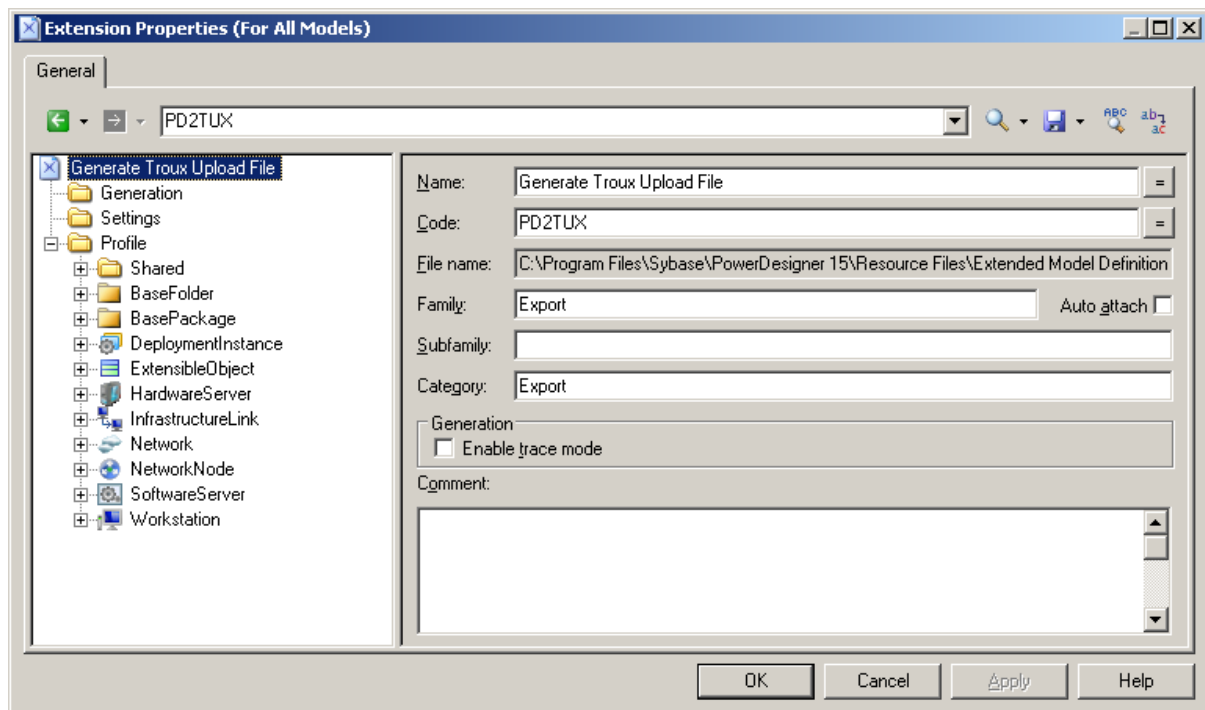 Extension Properties (For All Models)
General
PD2TUX
ABC
ab
ac
Generate Troux Upload File
Generation
Settings
Profile
Shared
BaseFolder
BasePackage
DeploymentInstance
ExtensibleObject
HardwareServer
InfrastructureLink
Network
NetworkNode
SoftwareServer
Workstation
Name: Generate Troux Upload File =
Code: PD2TUX =
File name: C:\Program Files\Sybase\PowerDesigner 15\Resource Files\Extended Model Definition
Family: Export Auto attach
Subfamily:
Category: Export
Generation
Enable trace mode
Comment:
OK Cancel Apply Help